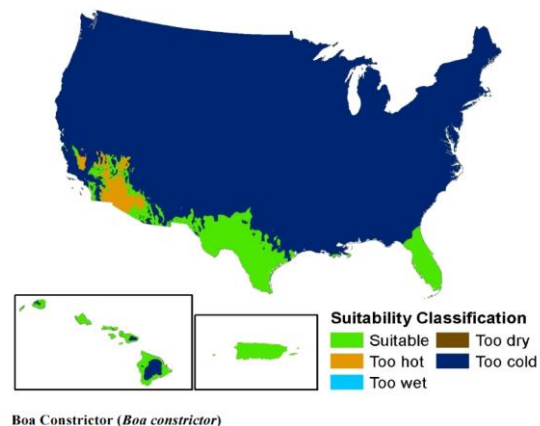 Suitability Classification
Suitable Too dry
Too hot Too cold
Too wet
Boa Constrictor (Boa constrictor)